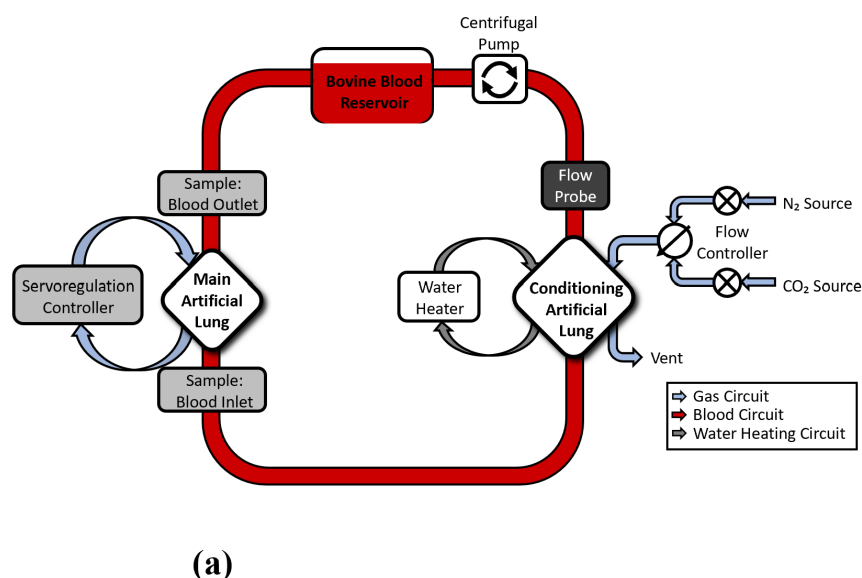 Centrifugal
Pump
Bovine Blood
Reservoir
Sample:
Blood Outlet
Flow
Probe
N₂ Source
Flow
Controller
CO₂ Source
Servoregulation
Controller
Main
Artificial
Lung
Water
Heater
Conditioning
Artificial
Lung
Vent
Sample:
Blood Inlet
Gas Circuit
Blood Circuit
Water Heating Circuit
(a)